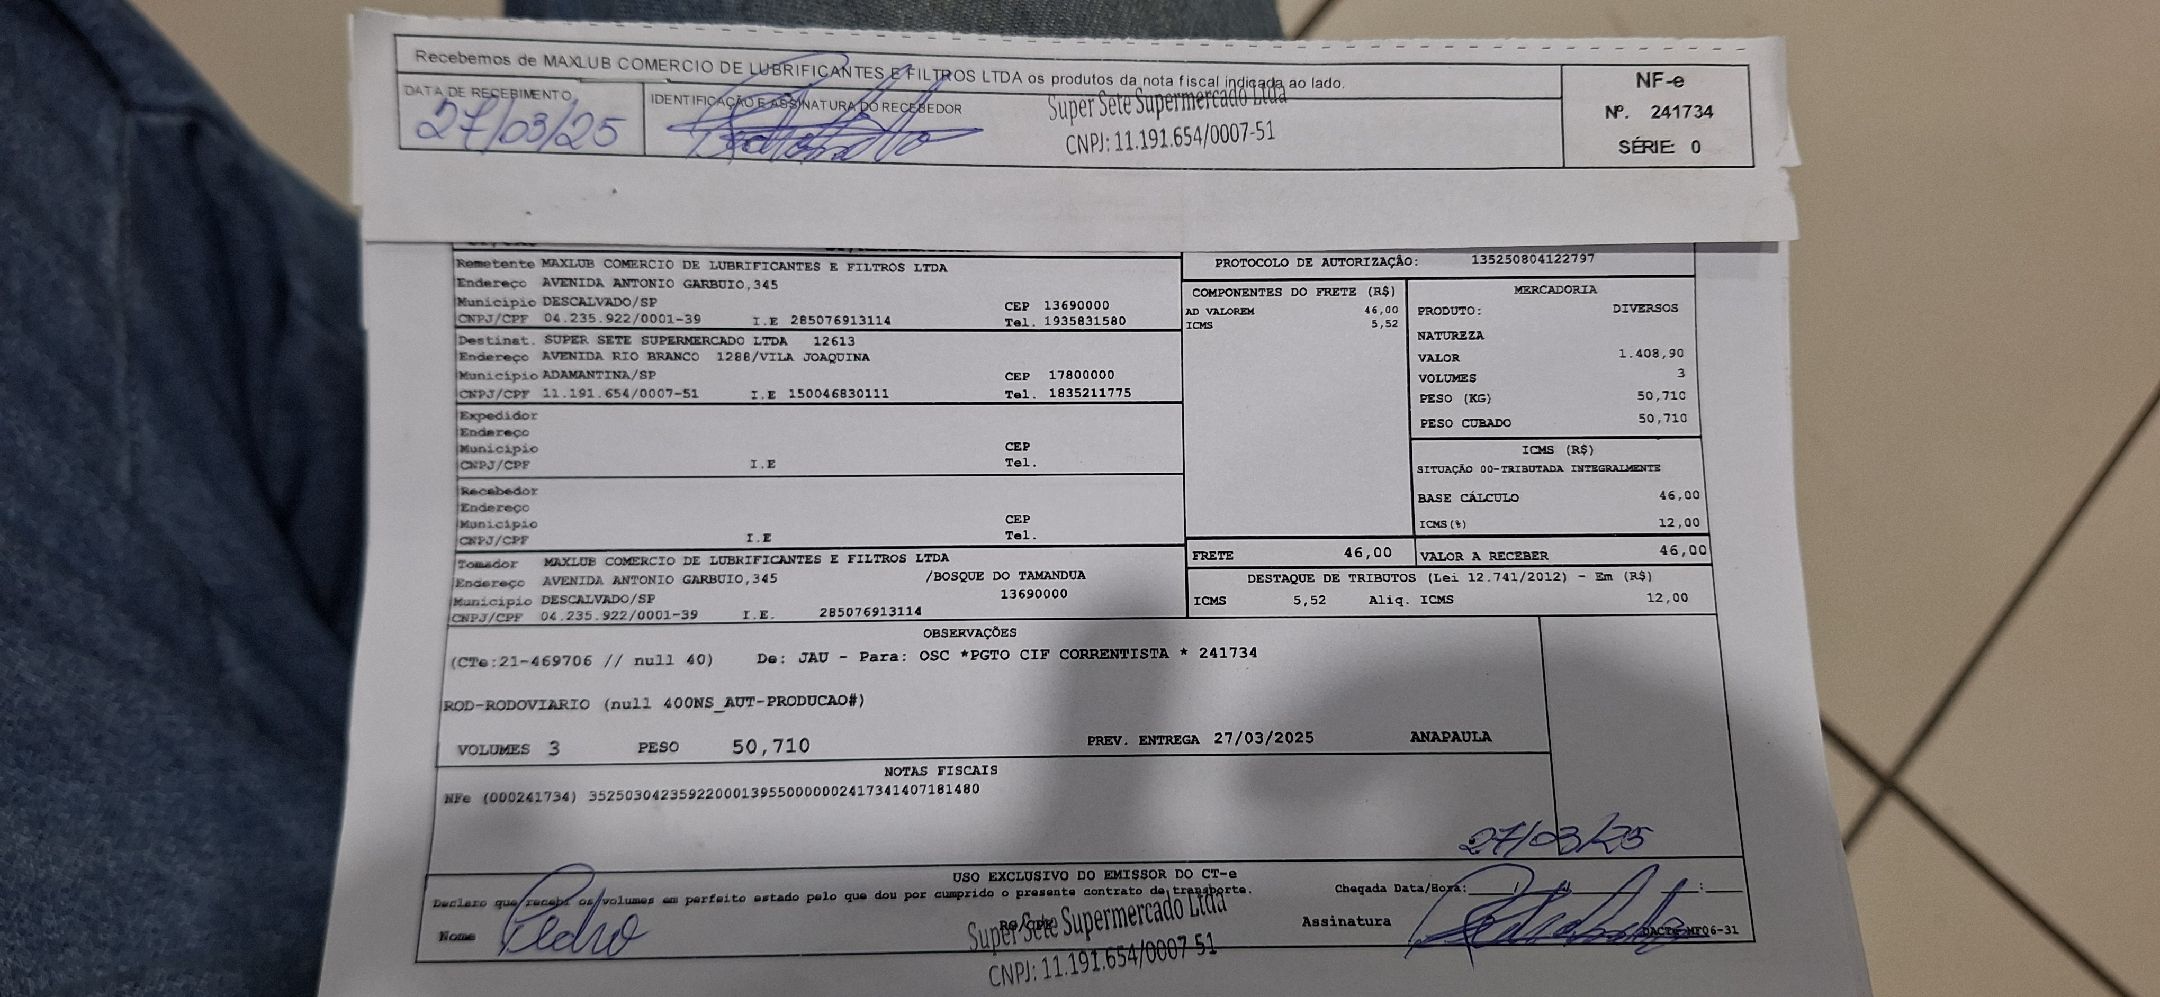 Recebemos de MAXLUB COMERCIO DE LUBRIFICANTES E FILTROS LTDA os produtos da nota fiscal indicada ao lado.
DATA DE RECEBIMENTO
27/03/25
IDENTIFICAÇÃO E ASSINATURA DO RECEBEDOR
Super Sete Supermercado Ltda
CNPJ: 11.191.654/0007-51
NF-e
Nº. 241734
SÉRIE: 0
Remetente MAXLUB COMERCIO DE LUBRIFICANTES E FILTROS LTDA
Endereço AVENIDA ANTONIO GARBUIO,345
Município DESCALVADO/SP CEP 13690000
CNPJ/CPF 04.235.922/0001-39 I.E 285076913114 Tel. 1935831580
Destinat. SUPER SETE SUPERMERCADO LTDA 12613
Endereço AVENIDA RIO BRANCO 1288/VILA JOAQUINA
Município ADAMANTINA/SP CEP 17800000
CNPJ/CPF 11.191.654/0007-51 I.E 150046830111 Tel. 1835211775
Expedidor
Endereço
Município CEP
CNPJ/CPF I.E Tel.
Recebedor
Endereço
Município CEP
CNPJ/CPF I.E Tel.
Tomador MAXLUB COMERCIO DE LUBRIFICANTES E FILTROS LTDA
Endereço AVENIDA ANTONIO GARBUIO,345 /BOSQUE DO TAMANDUA
Município DESCALVADO/SP 13690000
CNPJ/CPF 04.235.922/0001-39 I.E. 285076913114
PROTOCOLO DE AUTORIZAÇÃO: 135250804122797
COMPONENTES DO FRETE (R$)
AD VALOREM 46,00
ICMS 5,52
MERCADORIA
PRODUTO: DIVERSOS
NATUREZA
VALOR 1.408,90
VOLUMES 3
PESO (KG) 50,710
PESO CUBADO 50,710
ICMS (R$)
SITUAÇÃO 00-TRIBUTADA INTEGRALMENTE
BASE CÁLCULO 46,00
ICMS(%) 12,00
FRETE 46,00 VALOR A RECEBER 46,00
DESTAQUE DE TRIBUTOS (Lei 12.741/2012) - Em (R$)
ICMS 5,52 Aliq. ICMS 12,00
OBSERVAÇÕES
(CTe:21-469706 // null 40) De: JAU - Para: OSC *PGTO CIF CORRENTISTA * 241734
ROD-RODOVIARIO (null 400NS_AUT-PRODUCAO#)
VOLUMES 3 PESO 50,710 PREV. ENTREGA 27/03/2025 ANAPAULA
NOTAS FISCAIS
NFe (000241734) 35250304235922000139550000002417341407181480
27/03/25
USO EXCLUSIVO DO EMISSOR DO CT-e
Declaro que recebi os volumes em perfeito estado pelo que dou por cumprido o presente contrato de transporte. Chegada Data/Hora: / / :
Nome Pedro RG/CPF Assinatura
Super Sete Supermercado Ltda
CNPJ: 11.191.654/0007-51